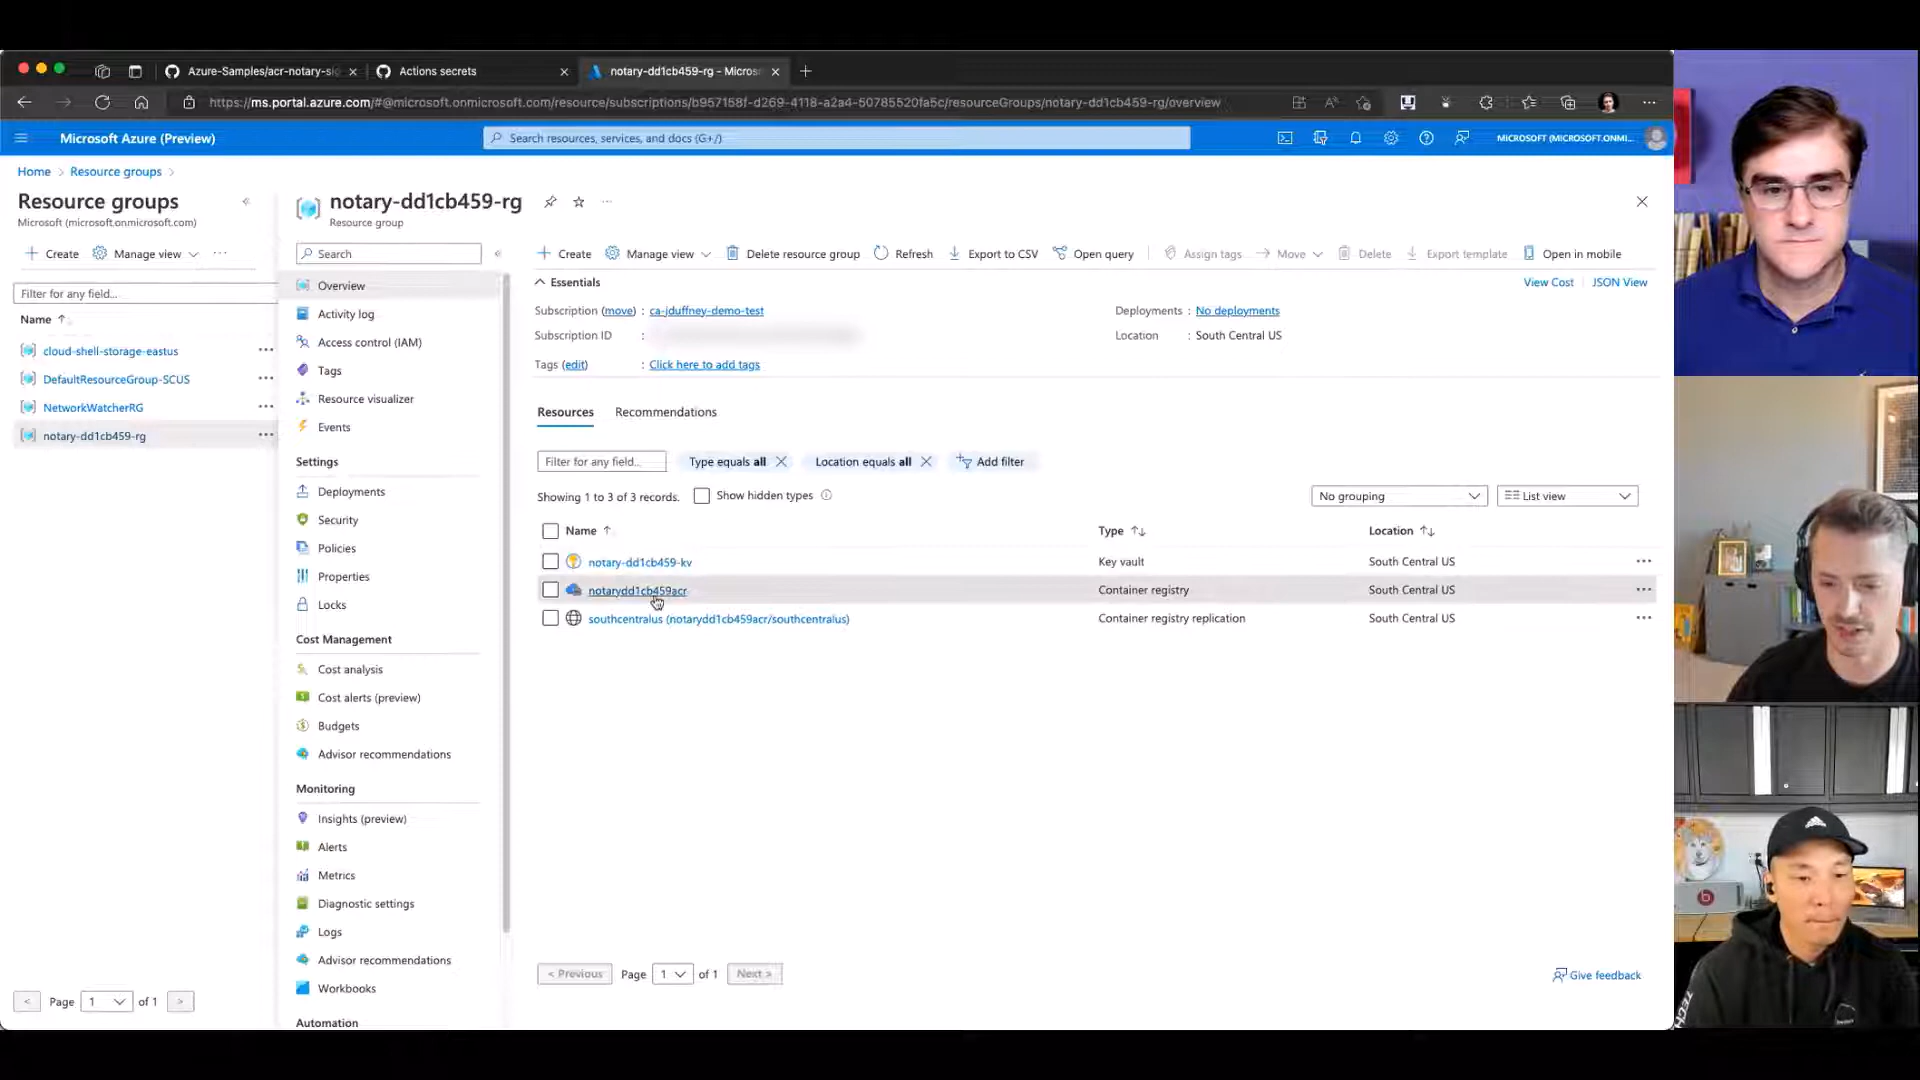 Azure-Samples/acr-notary-si
Actions secrets
notary-dd1cb459-rg - Micros
https://ms.portal.azure.com/#@microsoft.onmicrosoft.com/resource/subscriptions/b957158f-d269-4118-a2a4-50785520fa5c/resourceGroups/notary-dd1cb459-rg/overview
Microsoft Azure (Preview)
Search resources, services, and docs (G+/)
MICROSOFT (MICROSOFT.ONMI...
Home > Resource groups >
Resource groups
Microsoft (microsoft.onmicrosoft.com)
Create
Manage view
Filter for any field...
Name
cloud-shell-storage-eastus
DefaultResourceGroup-SCUS
NetworkWatcherRG
notary-dd1cb459-rg
< Page 1 of 1 >
notary-dd1cb459-rg
Resource group
Search
Overview
Activity log
Access control (IAM)
Tags
Resource visualizer
Events
Settings
Deployments
Security
Policies
Properties
Locks
Cost Management
Cost analysis
Cost alerts (preview)
Budgets
Advisor recommendations
Monitoring
Insights (preview)
Alerts
Metrics
Diagnostic settings
Logs
Advisor recommendations
Workbooks
Automation
Create
Manage view
Delete resource group
Refresh
Export to CSV
Open query
Assign tags
Move
Delete
Export template
Open in mobile
Essentials
View Cost
JSON View
Subscription (move) : ca-jduffney-demo-test
Deployments : No deployments
Subscription ID :
Location : South Central US
Tags (edit) : Click here to add tags
Resources
Recommendations
Filter for any field...
Type equals all
Location equals all
Add filter
Showing 1 to 3 of 3 records.
Show hidden types
No grouping
List view
Name
Type
Location
notary-dd1cb459-kv
Key vault
South Central US
notarydd1cb459acr
Container registry
South Central US
southcentralus (notarydd1cb459acr/southcentralus)
Container registry replication
South Central US
< Previous
Page 1 of 1
Next >
Give feedback
TECH